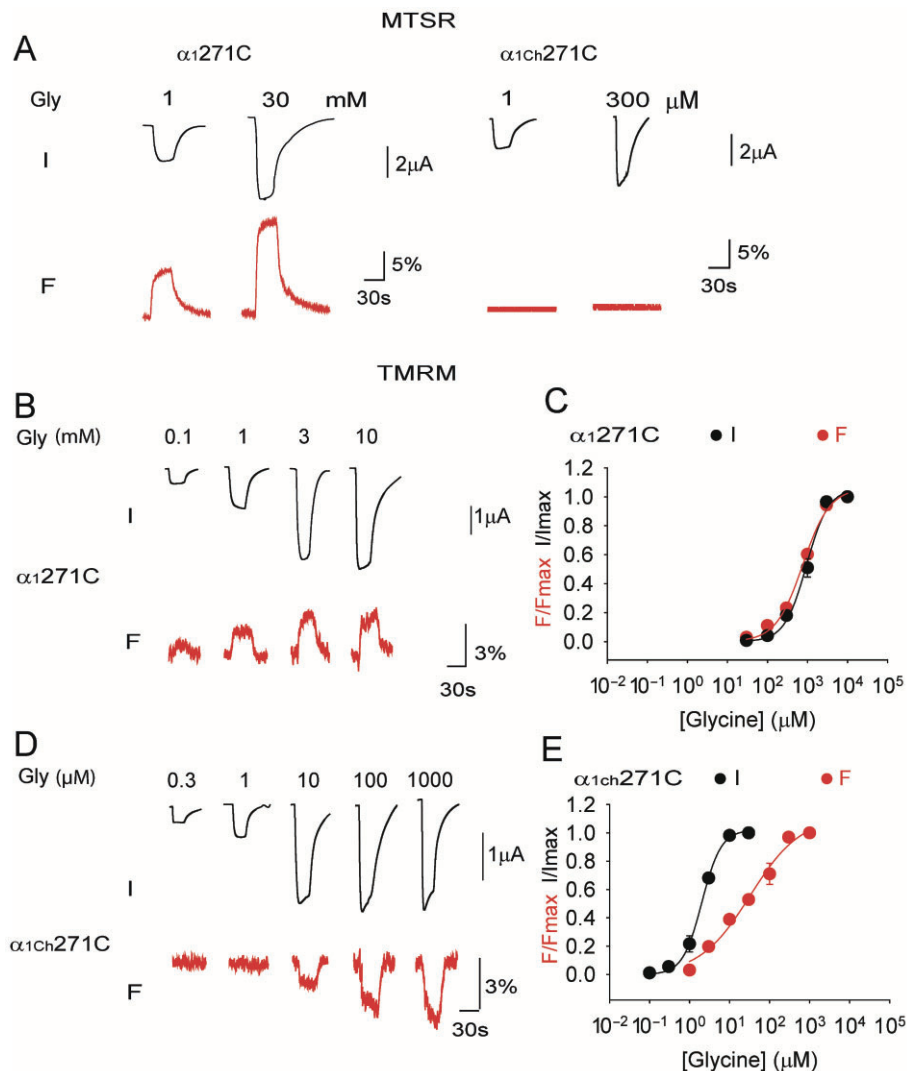 MTSR
A
α1271C
α1Ch271C
Gly 1 30 mM 1 300 μM
I
2μA
2μA
F
5%
30s
5%
30s
TMRM
B
Gly (mM) 0.1 1 3 10
I
1μA
α1271C
F
3%
30s
C
α1271C I F
F/Fmax I/Imax
1.2
1.0
0.8
0.6
0.4
0.2
0.0
10−2 10−1 100 101 102 103 104 105
[Glycine] (μM)
D
Gly (μM) 0.3 1 10 100 1000
I
1μA
α1Ch271C
F
3%
30s
E
α1ch271C I F
F/Fmax I/Imax
1.2
1.0
0.8
0.6
0.4
0.2
0.0
10−2 10−1 100 101 102 103 104 105
[Glycine] (μM)